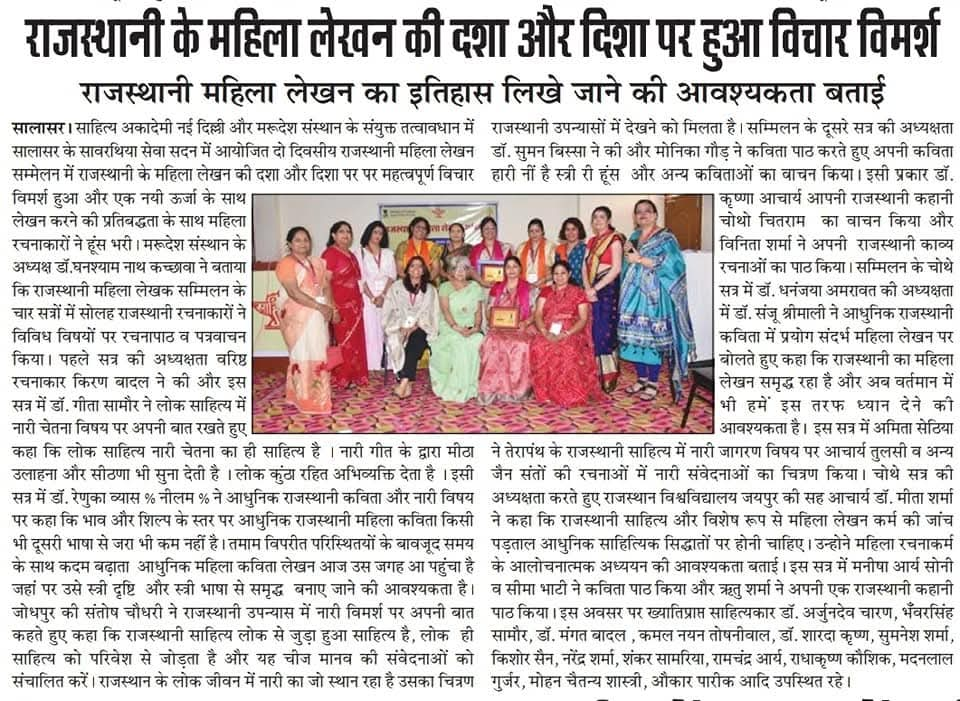 राजस्थानी के महिला लेखन की दशा और दिशा पर हुआ विचार विमर्श
राजस्थानी महिला लेखन का इतिहास लिखे जाने की आवश्यकता बताई
सालासर। साहित्य अकादेमी नई दिल्ली और मरूदेश संस्थान के संयुक्त तत्वावधान में
सालासर के सावरथिया सेवा सदन में आयोजित दो दिवसीय राजस्थानी महिला लेखन
सम्मेलन में राजस्थानी के महिला लेखन की दशा और दिशा पर पर महत्वपूर्ण विचार
विमर्श हुआ और एक नयी ऊर्जा के साथ
लेखन करने की प्रतिबद्धता के साथ महिला
रचनाकारों ने हूंस भरी। मरूदेश संस्थान के
अध्यक्ष डॉ.घनश्याम नाथ कच्छावा ने बताया
कि राजस्थानी महिला लेखक सम्मिलन के
चार सत्रों में सोलह राजस्थानी रचनाकारों ने
विविध विषयों पर रचनापाठ व पत्रवाचन
किया। पहले सत्र की अध्यक्षता वरिष्ठ
रचनाकार किरण बादल ने की और इस
सत्र में डॉ. गीता सामौर ने लोक साहित्य में
नारी चेतना विषय पर अपनी बात रखते हुए
कहा कि लोक साहित्य नारी चेतना का ही साहित्य है । नारी गीत के द्वारा मीठा
उलाहना और सीठणा भी सुना देती है । लोक कुंठा रहित अभिव्यक्ति देता है । इसी
सत्र में डॉ. रेणुका व्यास % नीलम % ने आधुनिक राजस्थानी कविता और नारी विषय
पर कहा कि भाव और शिल्प के स्तर पर आधुनिक राजस्थानी महिला कविता किसी
भी दूसरी भाषा से जरा भी कम नहीं है। तमाम विपरीत परिस्थितयों के बावजूद समय
के साथ कदम बढ़ाता आधुनिक महिला कविता लेखन आज उस जगह आ पहुंचा है
जहां पर उसे स्त्री दृष्टि और स्त्री भाषा से समृद्ध बनाए जाने की आवश्यकता है।
जोधपुर की संतोष चौधरी ने राजस्थानी उपन्यास में नारी विमर्श पर अपनी बात
कहते हुए कहा कि राजस्थानी साहित्य लोक से जुड़ा हुआ साहित्य है, लोक ही
साहित्य को परिवेश से जोड़ता है और यह चीज मानव की संवेदनाओं को
संचालित करें। राजस्थान के लोक जीवन में नारी का जो स्थान रहा है उसका चित्रण
राजस्थानी उपन्यासों में देखने को मिलता है। सम्मिलन के दूसरे सत्र की अध्यक्षता
डॉ. सुमन बिस्सा ने की और मोनिका गौड़ ने कविता पाठ करते हुए अपनी कविता
हारी नीं है स्त्री री हूंस और अन्य कविताओं का वाचन किया। इसी प्रकार डॉ.
कृष्णा आचार्य आपनी राजस्थानी कहानी
चोथो चितराम का वाचन किया और
विनिता शर्मा ने अपनी राजस्थानी काव्य
रचनाओं का पाठ किया। सम्मिलन के चोथे
सत्र में डॉ. धनंजया अमरावत की अध्यक्षता
में डॉ. संजू श्रीमाली ने आधुनिक राजस्थानी
कविता में प्रयोग संदर्भ महिला लेखन पर
बोलते हुए कहा कि राजस्थानी का महिला
लेखन समृद्ध रहा है और अब वर्तमान में
भी हमें इस तरफ ध्यान देने की
आवश्यकता है। इस सत्र में अमिता सेठिया
ने तेरापंथ के राजस्थानी साहित्य में नारी जागरण विषय पर आचार्य तुलसी व अन्य
जैन संतों की रचनाओं में नारी संवेदनाओं का चित्रण किया। चोथे सत्र की
अध्यक्षता करते हुए राजस्थान विश्वविद्यालय जयपुर की सह आचार्य डॉ. मीता शर्मा
ने कहा कि राजस्थानी साहित्य और विशेष रूप से महिला लेखन कर्म की जांच
पड़ताल आधुनिक साहित्यिक सिद्धातों पर होनी चाहिए। उन्होने महिला रचनाकर्म
के आलोचनात्मक अध्ययन की आवश्यकता बताई। इस सत्र में मनीषा आर्य सोनी
व सीमा भाटी ने कविता पाठ किया और ऋतु शर्मा ने अपनी एक राजस्थानी कहानी
पाठ किया। इस अवसर पर ख्यातिप्राप्त साहित्यकार डॉ. अर्जुनदेव चारण, भँवरसिंह
सामौर, डॉ. मंगत बादल , कमल नयन तोषनीवाल, डॉ. शारदा कृष्ण, सुमनेश शर्मा,
किशोर सैन, नरेंद्र शर्मा, शंकर सामरिया, रामचंद्र आर्य, राधाकृष्ण कौशिक, मदनलाल
गुर्जर, मोहन चैतन्य शास्त्री, औकार पारीक आदि उपस्थित रहे।